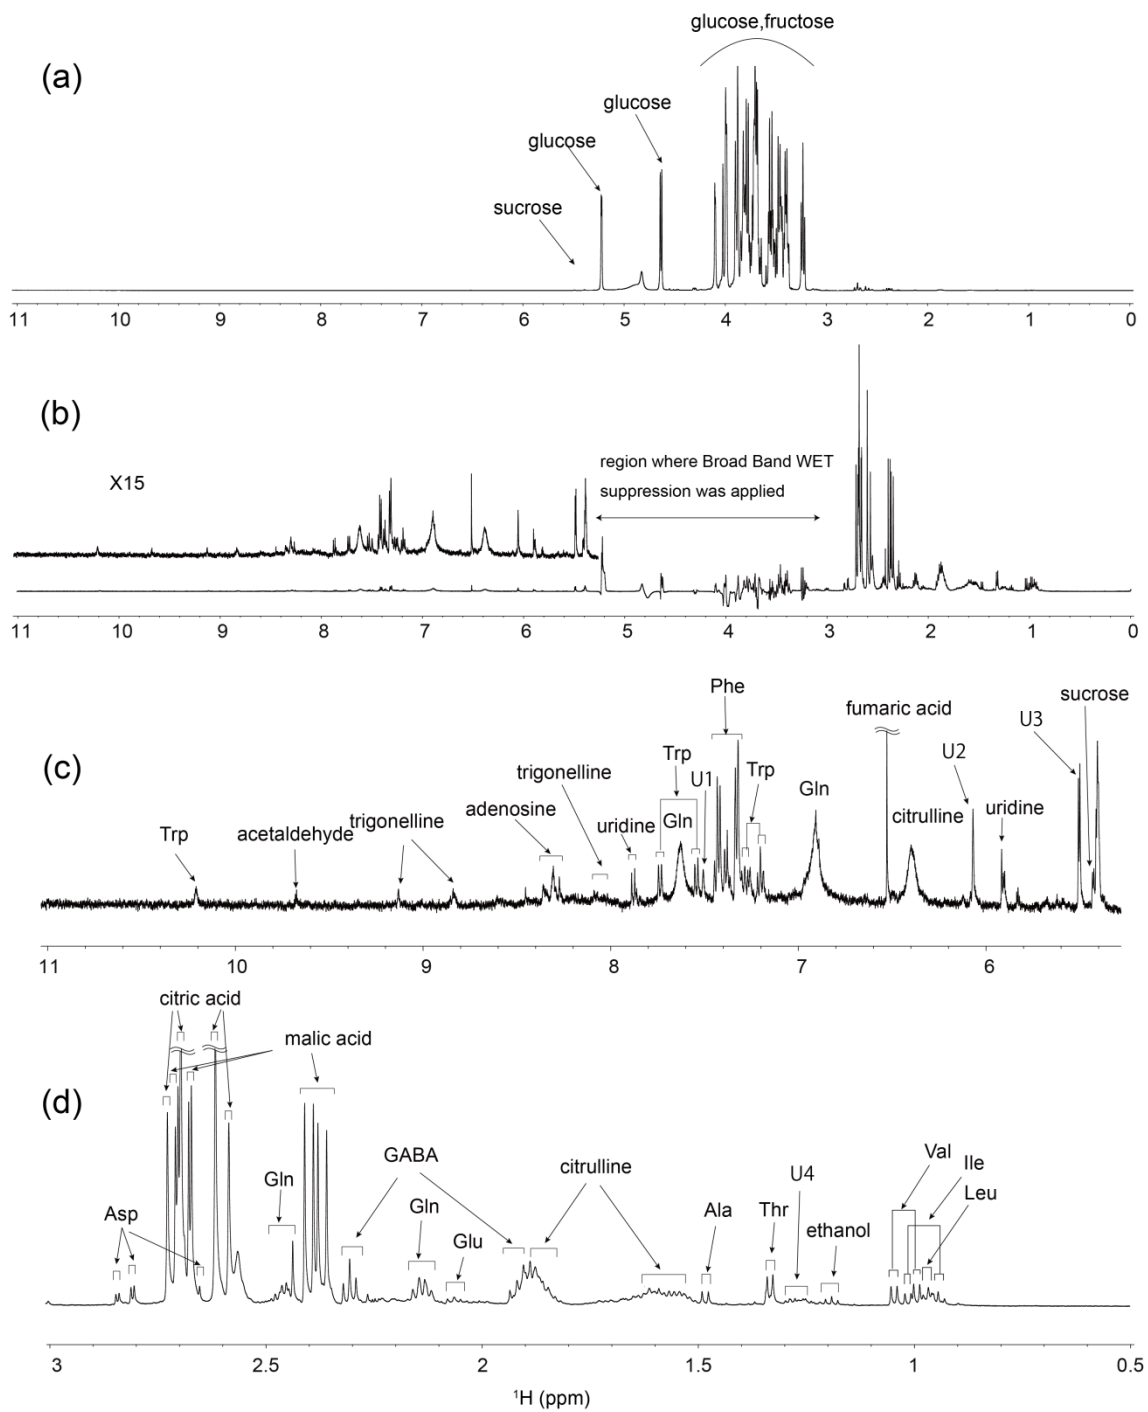 glucose,fructose
(a)
glucose
glucose
sucrose
11 10 9 8 7 6 5 4 3 2 1 0
(b)
X15
region where Broad Band WET
suppression was applied
11 10 9 8 7 6 5 4 3 2 1 0
(c)
Phe
fumaric acid
sucrose
U3
U2
Trp
U1
Trp
Gln
trigonelline
adenosine
Gln
citrulline
uridine
uridine
Trp
acetaldehyde
trigonelline
11 10 9 8 7 6
(d)
citric acid
malic acid
GABA
citrulline
Val
Ile
Leu
U4
Gln
Gln
Asp
Glu
Ala
Thr
ethanol
3 2.5 2 1.5 1 0.5
¹H (ppm)